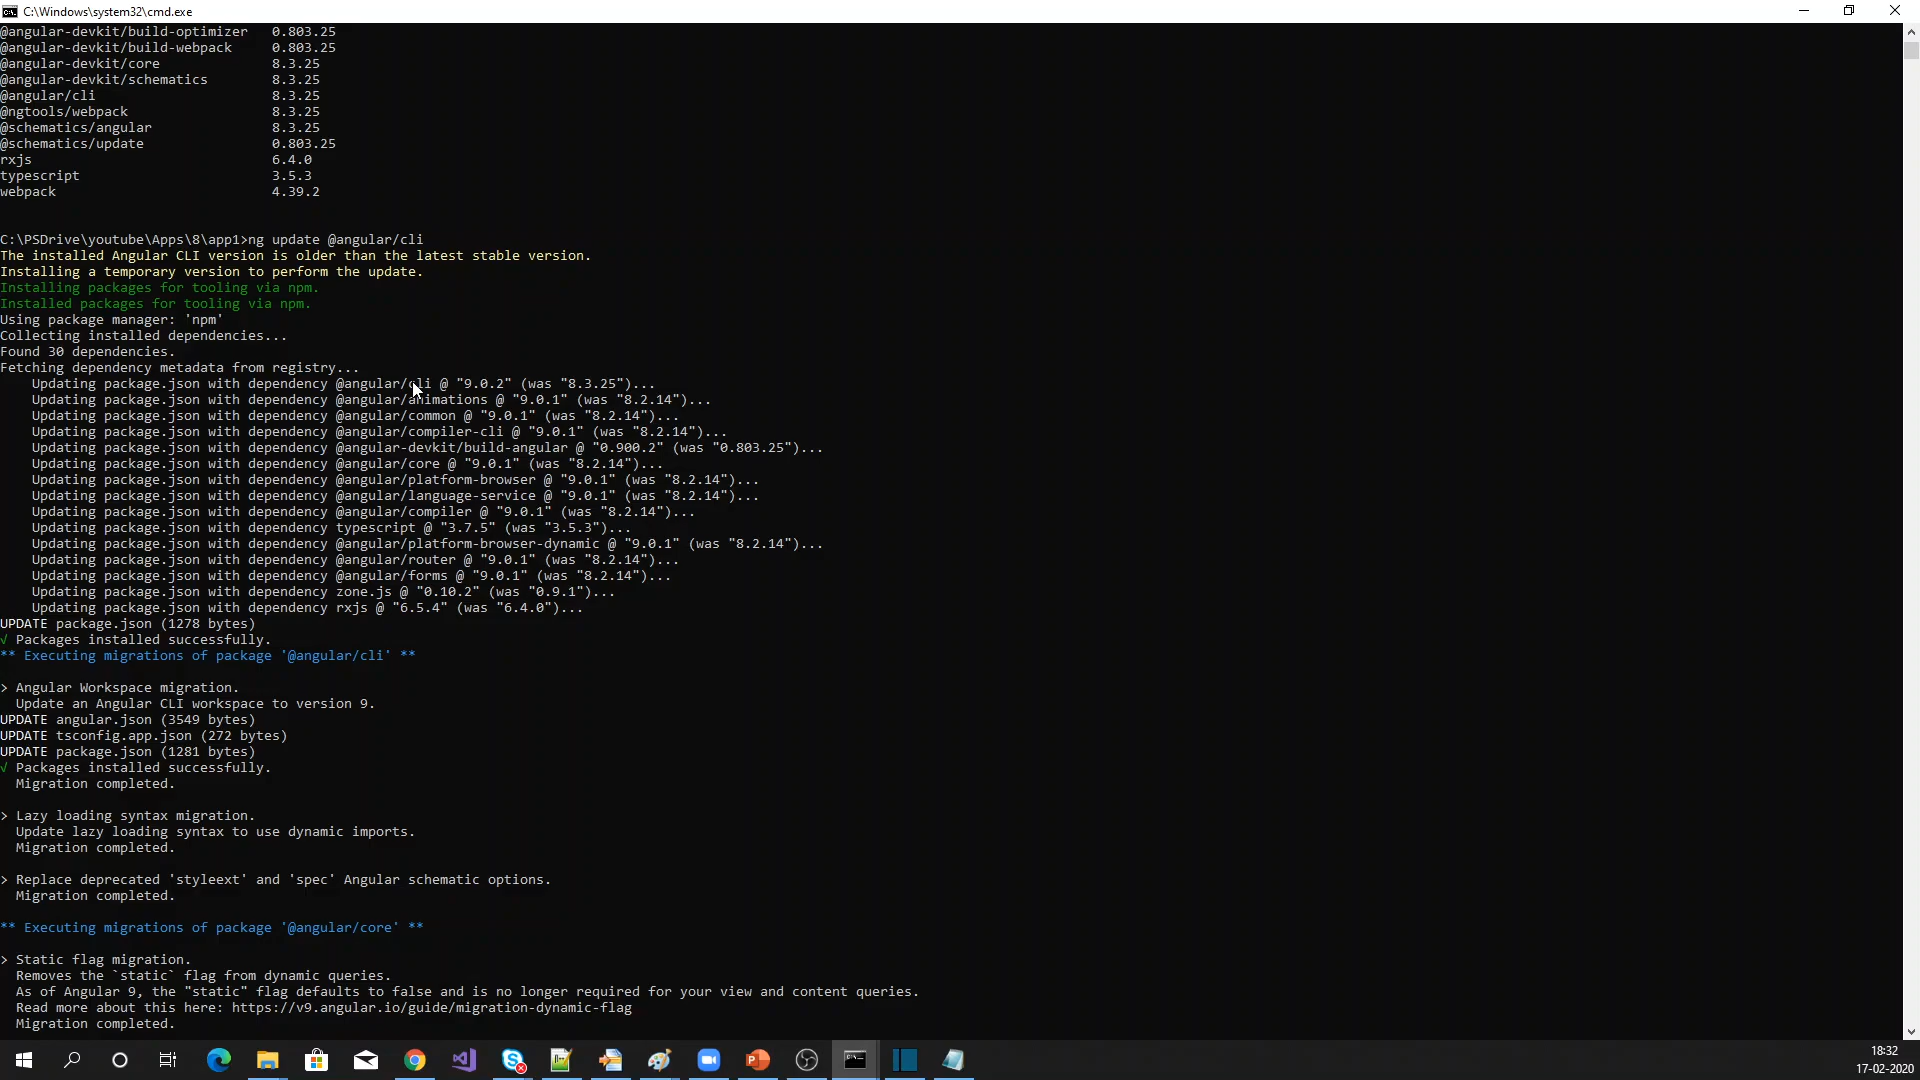 C:\Windows\system32\cmd.exe
@angular-devkit/build-optimizer   0.803.25
@angular-devkit/build-webpack     0.803.25
@angular-devkit/core              8.3.25
@angular-devkit/schematics        8.3.25
@angular/cli                      8.3.25
@ngtools/webpack                  8.3.25
@schematics/angular               8.3.25
@schematics/update                0.803.25
rxjs                              6.4.0
typescript                        3.5.3
webpack                           4.39.2
C:\PSDrive\youtube\Apps\8\app1>ng update @angular/cli
The installed Angular CLI version is older than the latest stable version.
Installing a temporary version to perform the update.
Installing packages for tooling via npm.
Installed packages for tooling via npm.
Using package manager: 'npm'
Collecting installed dependencies...
Found 30 dependencies.
Fetching dependency metadata from registry...
    Updating package.json with dependency @angular/cli @ "9.0.2" (was "8.3.25")...
    Updating package.json with dependency @angular/animations @ "9.0.1" (was "8.2.14")...
    Updating package.json with dependency @angular/common @ "9.0.1" (was "8.2.14")...
    Updating package.json with dependency @angular/compiler-cli @ "9.0.1" (was "8.2.14")...
    Updating package.json with dependency @angular-devkit/build-angular @ "0.900.2" (was "0.803.25")...
    Updating package.json with dependency @angular/core @ "9.0.1" (was "8.2.14")...
    Updating package.json with dependency @angular/platform-browser @ "9.0.1" (was "8.2.14")...
    Updating package.json with dependency @angular/language-service @ "9.0.1" (was "8.2.14")...
    Updating package.json with dependency @angular/compiler @ "9.0.1" (was "8.2.14")...
    Updating package.json with dependency typescript @ "3.7.5" (was "3.5.3")...
    Updating package.json with dependency @angular/platform-browser-dynamic @ "9.0.1" (was "8.2.14")...
    Updating package.json with dependency @angular/router @ "9.0.1" (was "8.2.14")...
    Updating package.json with dependency @angular/forms @ "9.0.1" (was "8.2.14")...
    Updating package.json with dependency zone.js @ "0.10.2" (was "0.9.1")...
    Updating package.json with dependency rxjs @ "6.5.4" (was "6.4.0")...
UPDATE package.json (1278 bytes)
√ Packages installed successfully.
** Executing migrations of package '@angular/cli' **
> Angular Workspace migration.
  Update an Angular CLI workspace to version 9.
UPDATE angular.json (3549 bytes)
UPDATE tsconfig.app.json (272 bytes)
UPDATE package.json (1281 bytes)
√ Packages installed successfully.
  Migration completed.
> Lazy loading syntax migration.
  Update lazy loading syntax to use dynamic imports.
  Migration completed.
> Replace deprecated 'styleext' and 'spec' Angular schematic options.
  Migration completed.
** Executing migrations of package '@angular/core' **
> Static flag migration.
  Removes the `static` flag from dynamic queries.
  As of Angular 9, the "static" flag defaults to false and is no longer required for your view and content queries.
  Read more about this here: https://v9.angular.io/guide/migration-dynamic-flag
  Migration completed.
18:32
17-02-2020